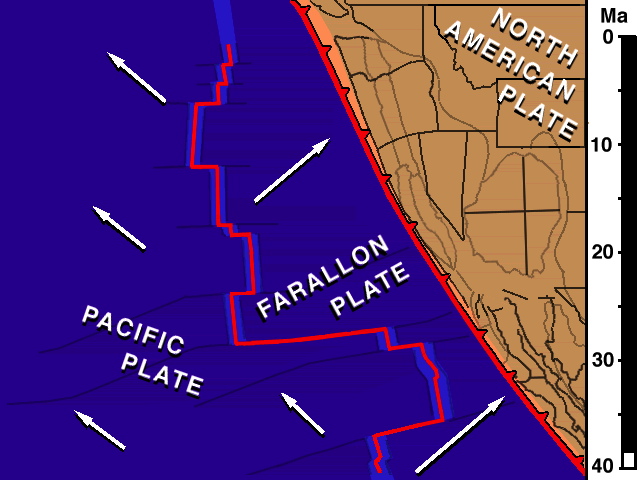 NORTH
AMERICAN
PLATE
FARALLON
PLATE
PACIFIC
PLATE
Ma
0
10
20
30
40